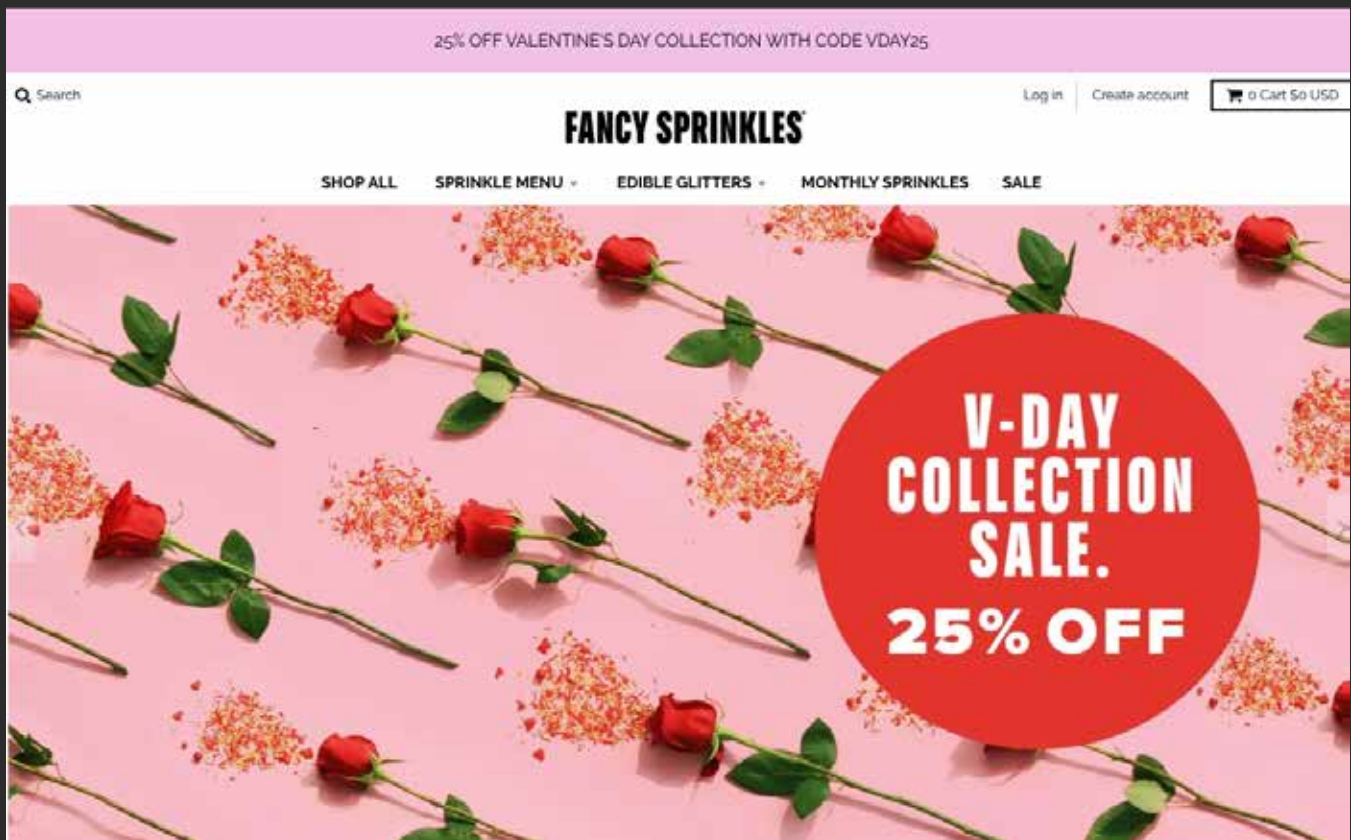 25% OFF VALENTINE'S DAY COLLECTION WITH CODE VDAY25
Search
Log in
Create account
0 Cart $0 USD
FANCY SPRINKLES
SHOP ALL
SPRINKLE MENU
EDIBLE GLITTERS
MONTHLY SPRINKLES
SALE
V-DAY
COLLECTION
SALE.
25% OFF